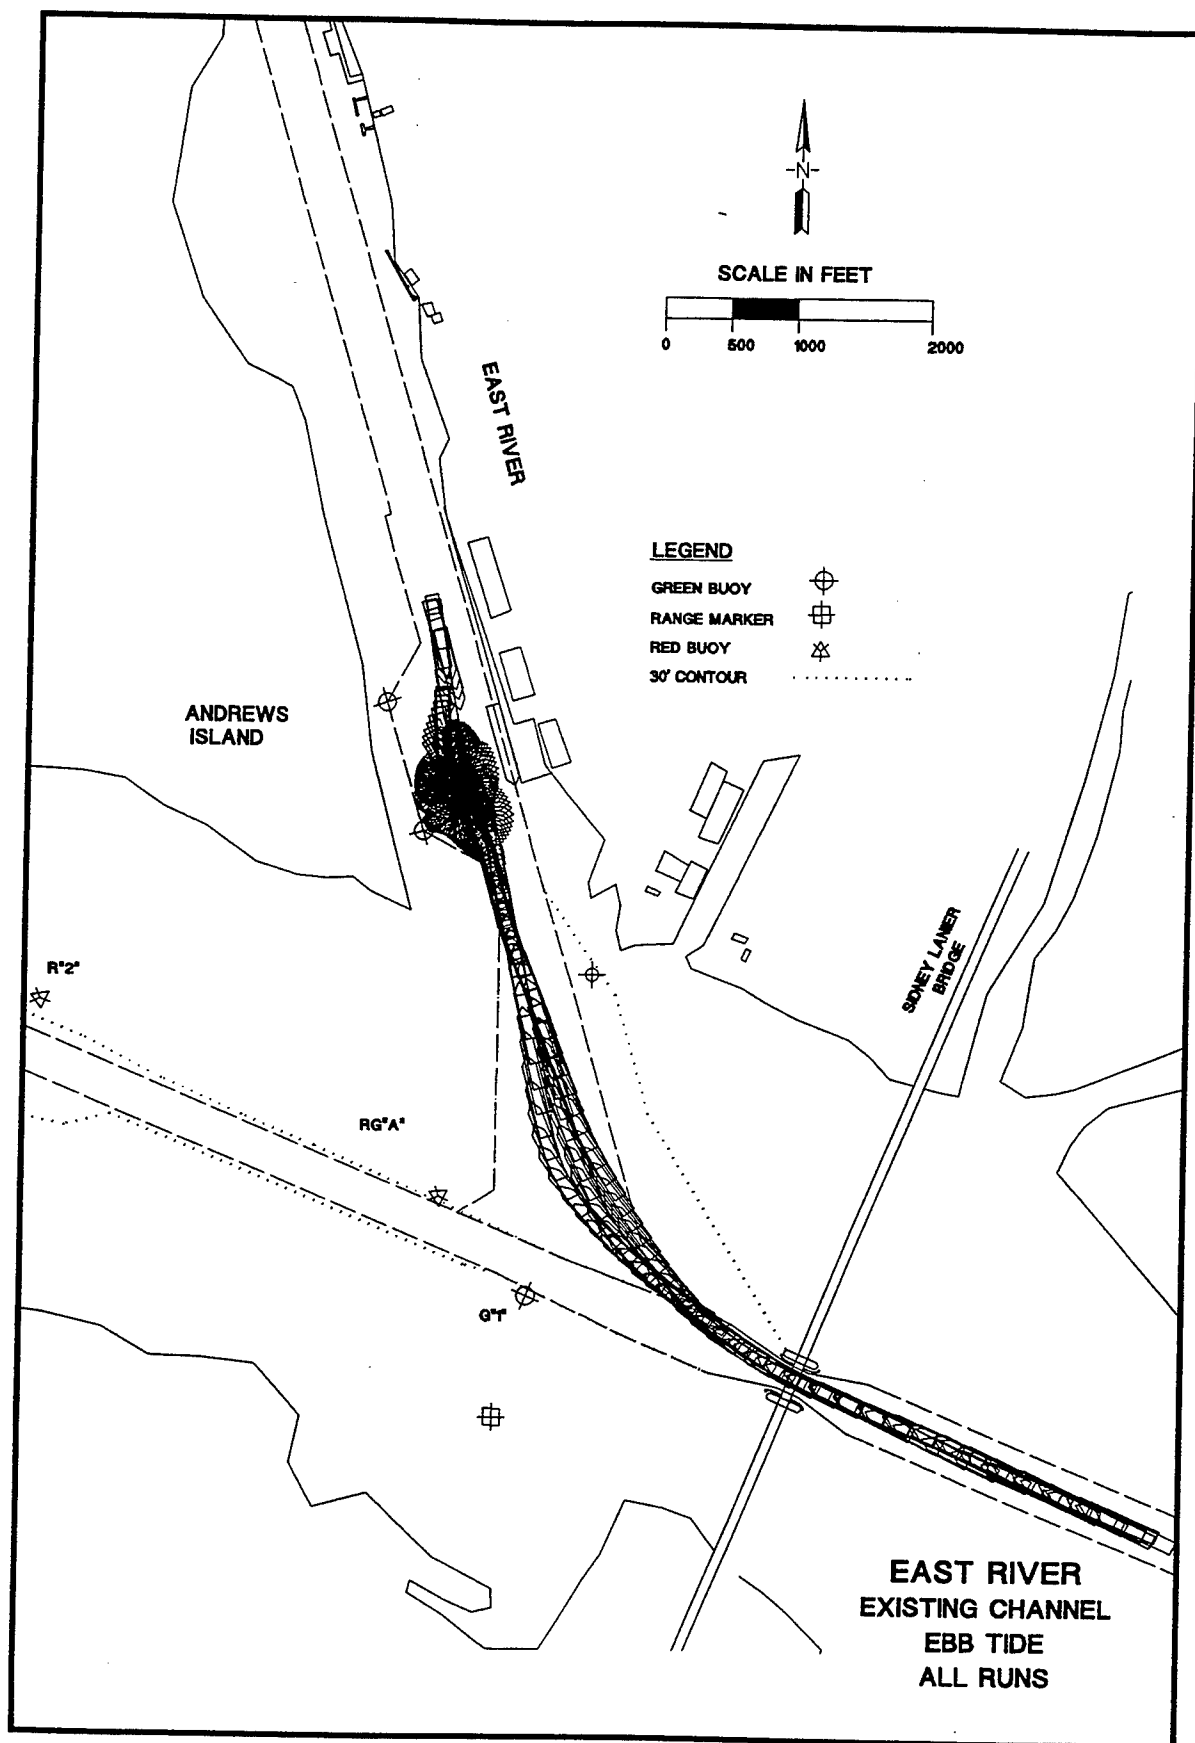 -N-
SCALE IN FEET
0 500 1000 2000
EAST RIVER
LEGEND
GREEN BUOY
RANGE MARKER
RED BUOY
30' CONTOUR
ANDREWS
ISLAND
SIDNEY LANIER
BRIDGE
R"2"
RG"A"
G"1"
EAST RIVER
EXISTING CHANNEL
EBB TIDE
ALL RUNS